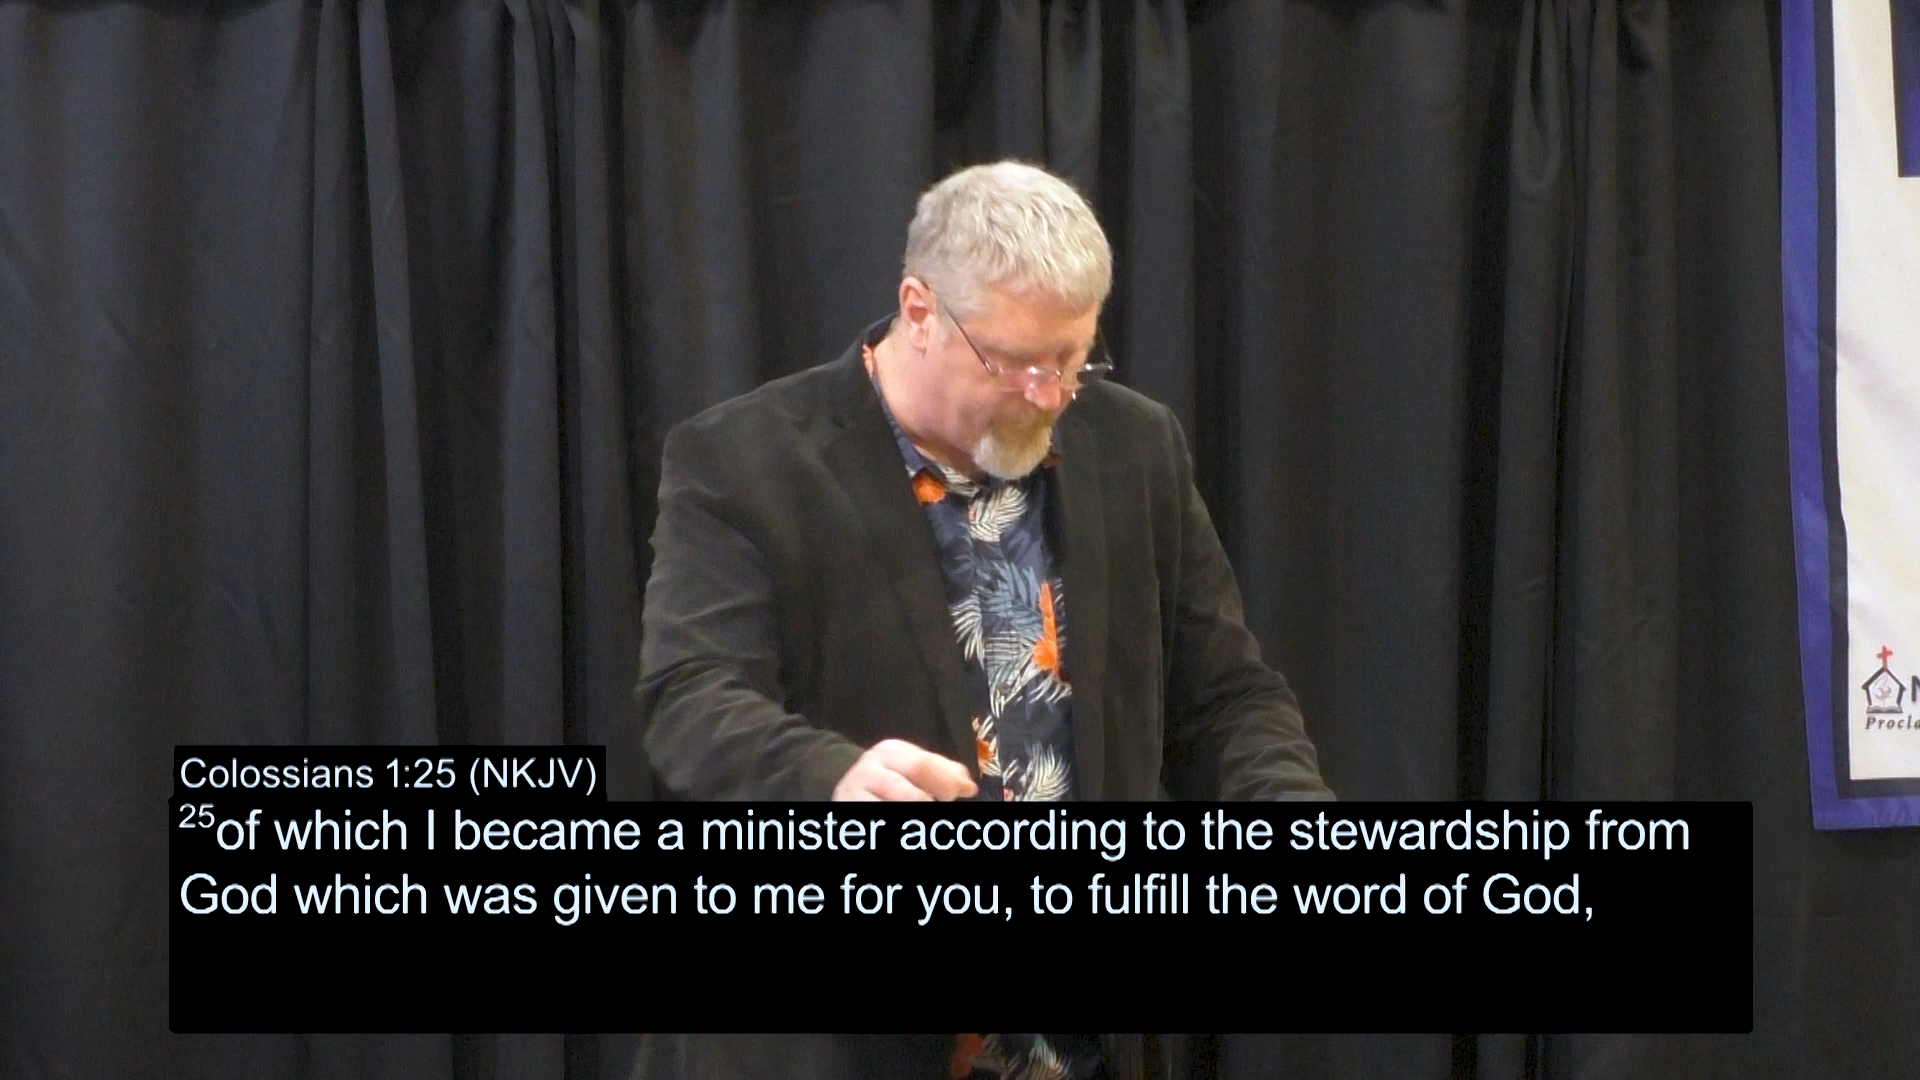 Colossians 1:25 (NKJV)
25of which I became a minister according to the stewardship from
God which was given to me for you, to fulfill the word of God,